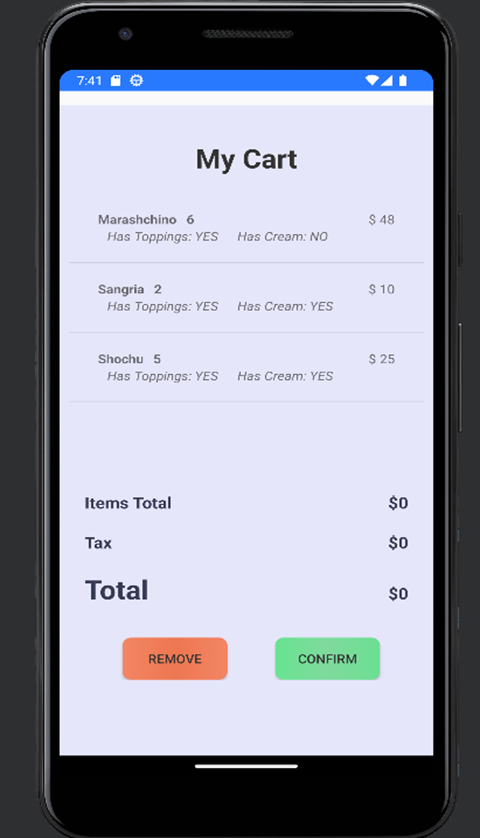 7:41
My Cart
Marashchino 6 $ 48
Has Toppings: YES Has Cream: NO
Sangria 2 $ 10
Has Toppings: YES Has Cream: YES
Shochu 5 $ 25
Has Toppings: YES Has Cream: YES
Items Total $0
Tax $0
Total $0
REMOVE CONFIRM